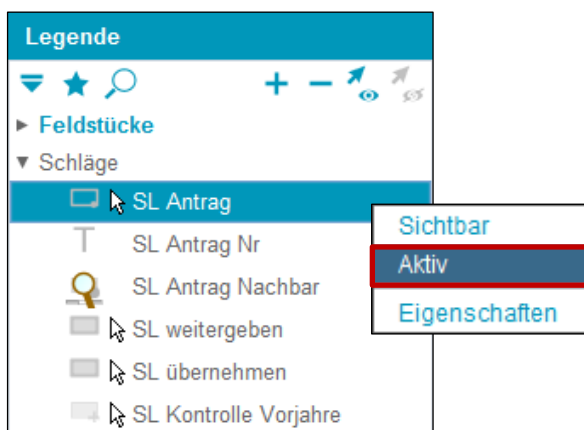 Legende
Feldstücke
Schläge
SL Antrag
Sichtbar
SL Antrag Nr
Aktiv
SL Antrag Nachbar
Eigenschaften
SL weitergeben
SL übernehmen
SL Kontrolle Vorjahre